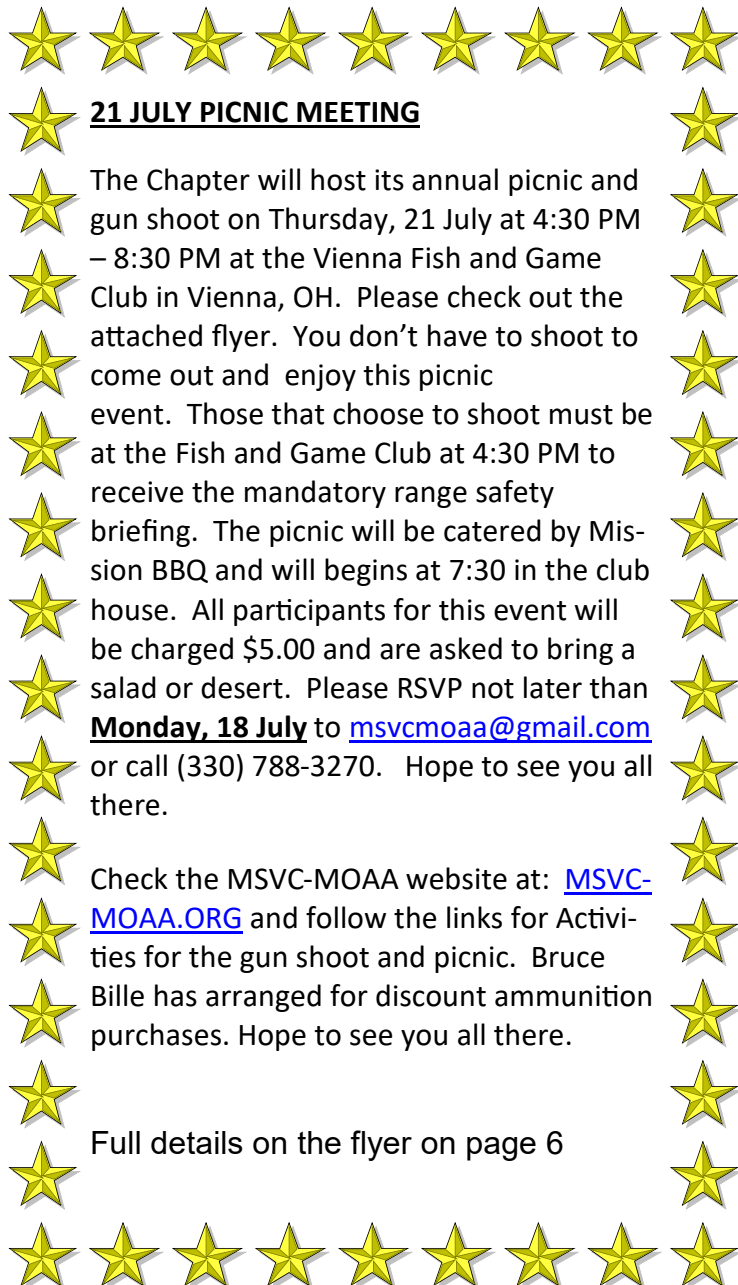 21 JULY PICNIC MEETING
The Chapter will host its annual picnic and
gun shoot on Thursday, 21 July at 4:30 PM
– 8:30 PM at the Vienna Fish and Game
Club in Vienna, OH.  Please check out the
attached flyer.  You don’t have to shoot to
come out and  enjoy this picnic
event.  Those that choose to shoot must be
at the Fish and Game Club at 4:30 PM to
receive the mandatory range safety
briefing.  The picnic will be catered by Mis-
sion BBQ and will begins at 7:30 in the club
house.  All participants for this event will
be charged $5.00 and are asked to bring a
salad or desert.  Please RSVP not later than
Monday, 18 July to msvcmoaa@gmail.com
or call (330) 788-3270.   Hope to see you all
there.
Check the MSVC-MOAA website at:  MSVC-
MOAA.ORG and follow the links for Activi-
ties for the gun shoot and picnic.  Bruce
Bille has arranged for discount ammunition
purchases. Hope to see you all there.
Full details on the flyer on page 6